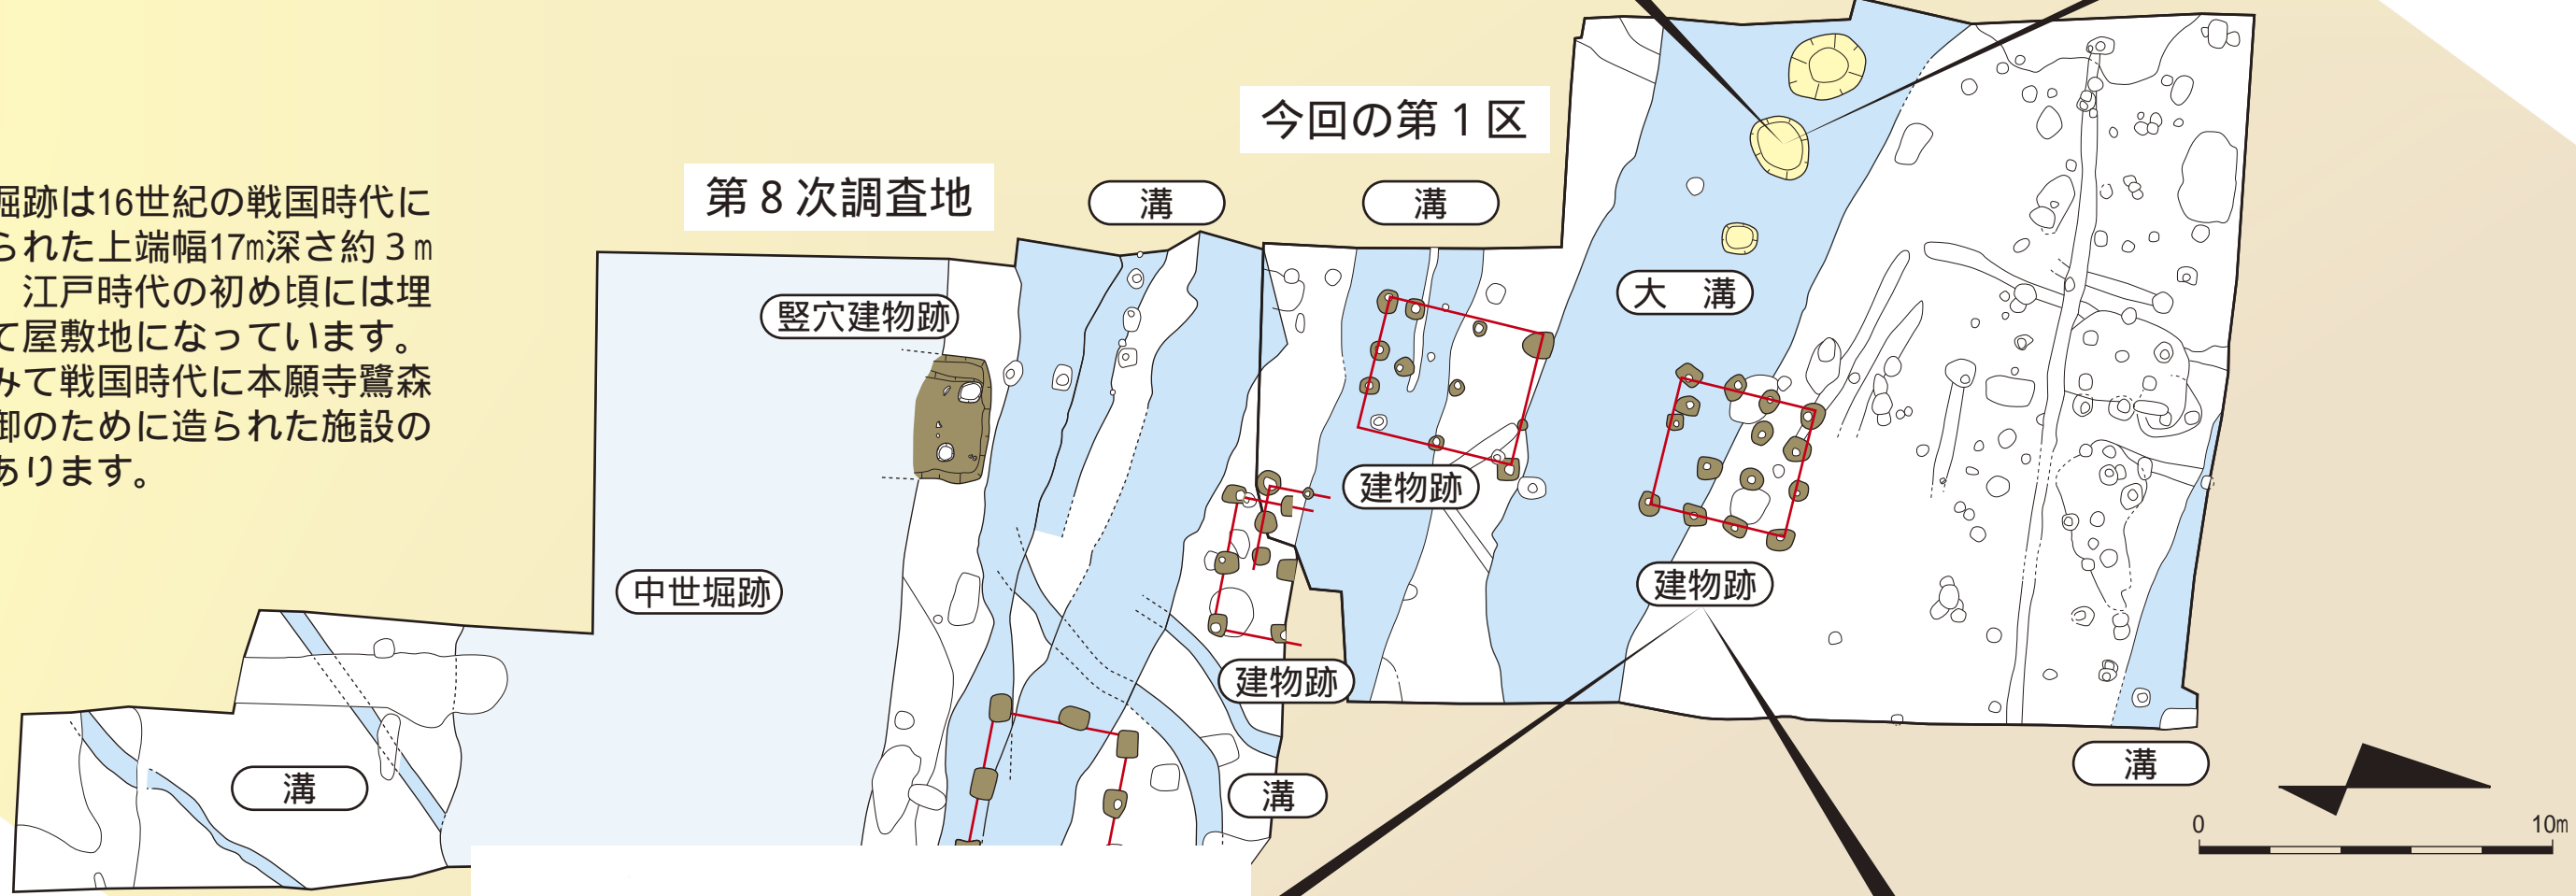 堀跡は16世紀の戦国時代に
られた上端幅17m深さ約３m
江戸時代の初め頃には埋
て屋敷地になっています。
みて戦国時代に本願寺鷺森
御のために造られた施設の
あります。
第８次調査地
今回の第１区
溝
溝
竪穴建物跡
大　溝
中世堀跡
建物跡
建物跡
建物跡
溝
溝
溝
0
10m